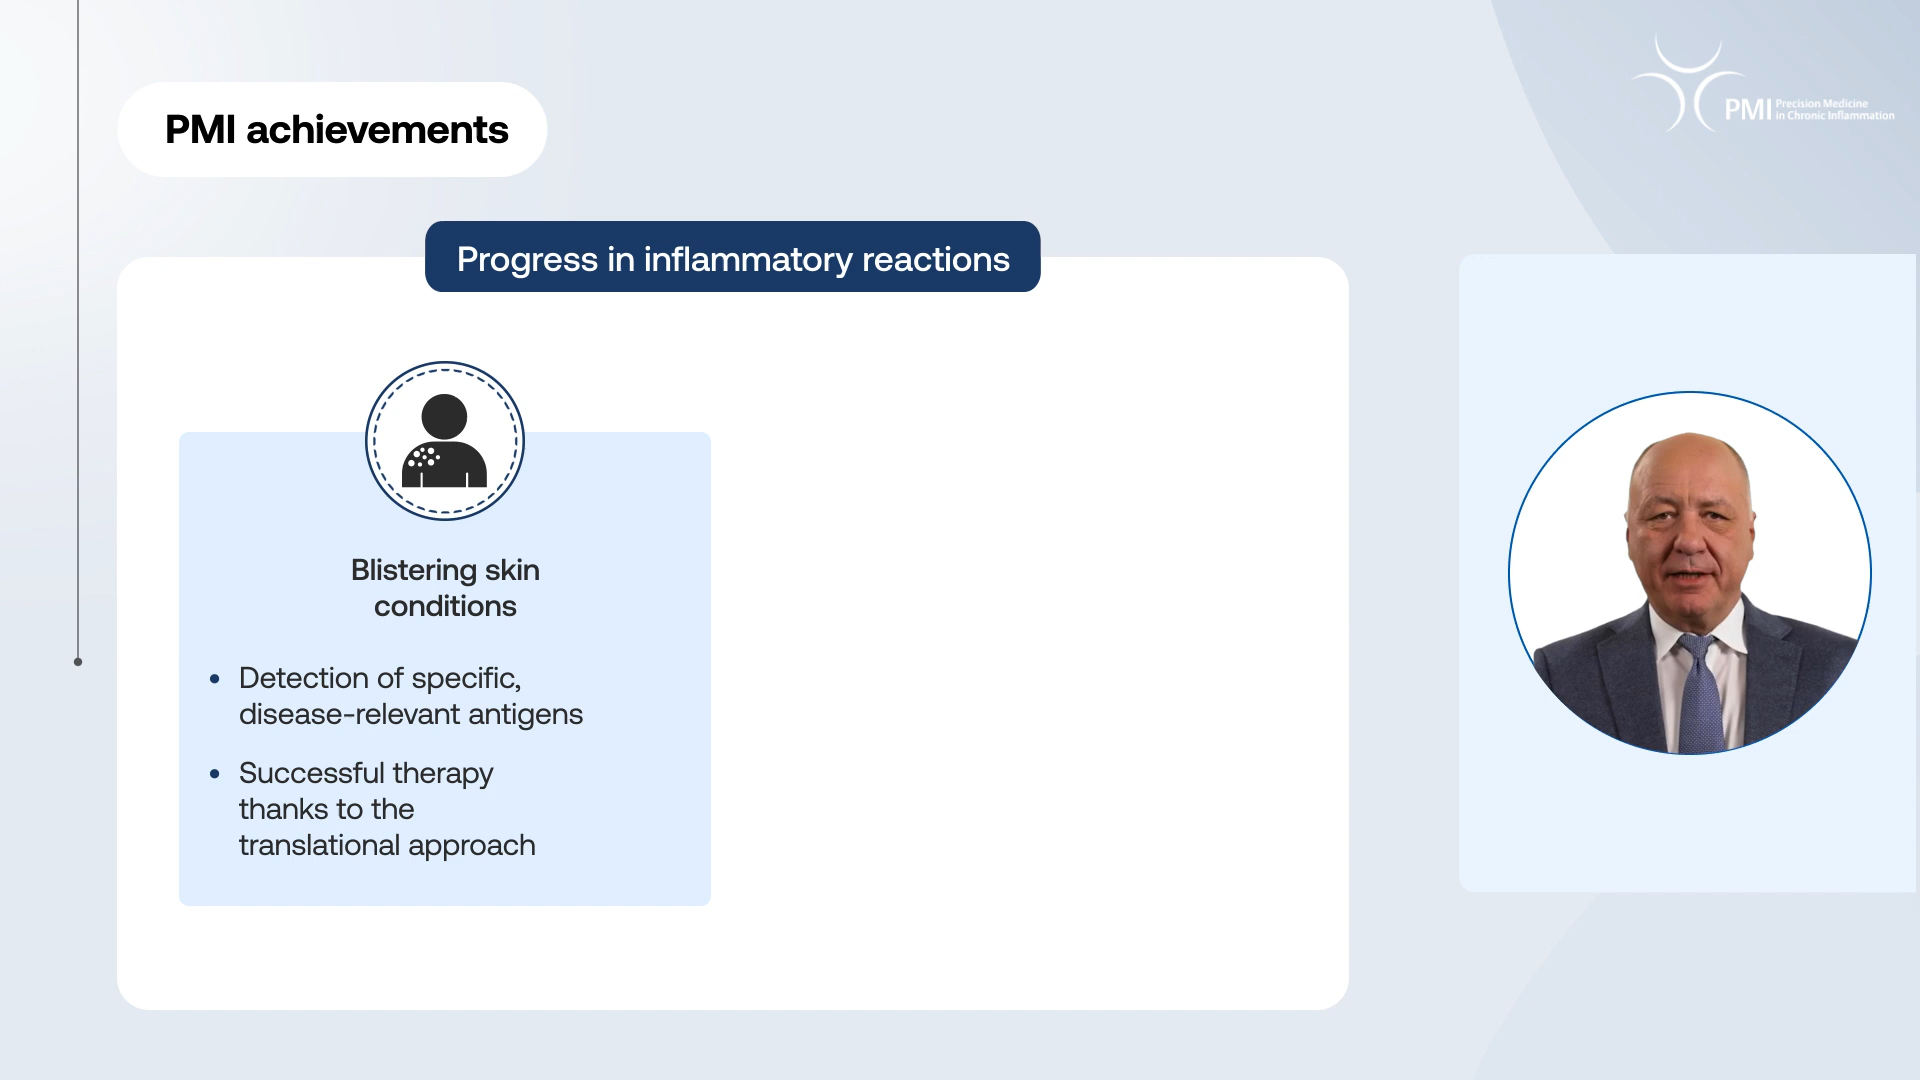 PMI achievements
PMI Precision Medicine
in Chronic Inflammation
Progress in inflammatory reactions
Blistering skin
conditions
• Detection of specific,
disease-relevant antigens
• Successful therapy
thanks to the
translational approach